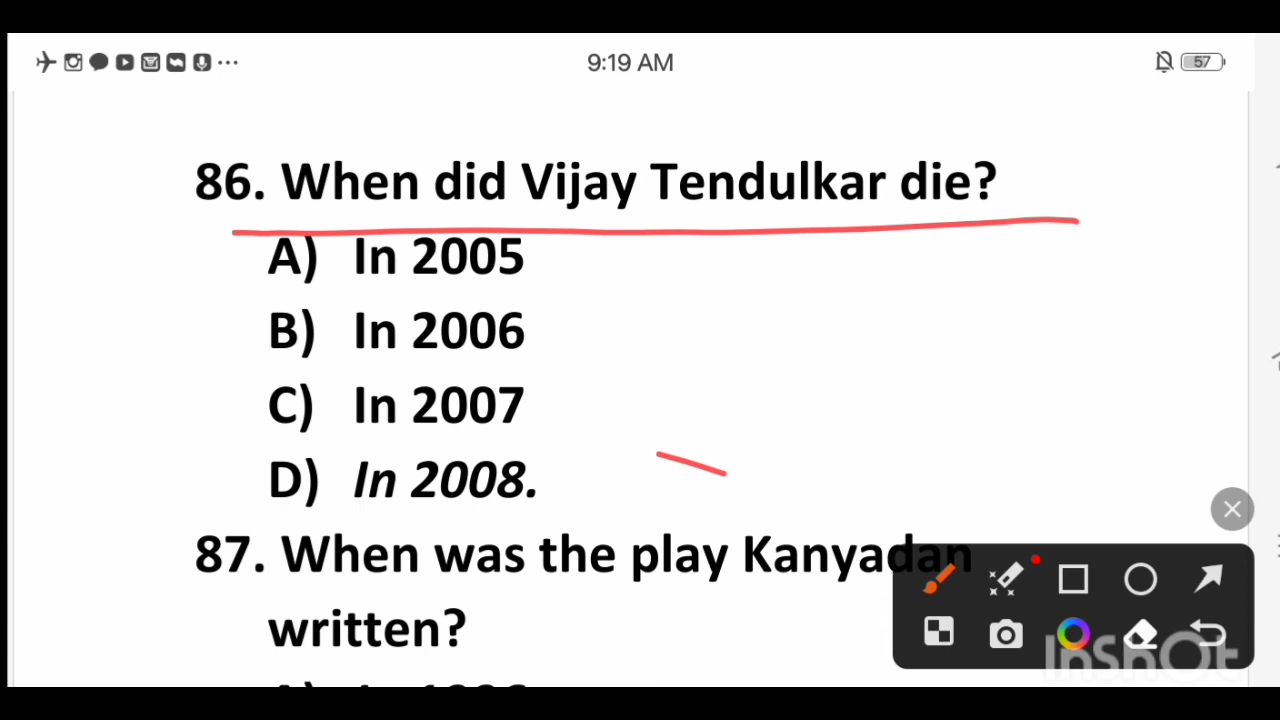 9:19 AM
57
86. When did Vijay Tendulkar die?
A) In 2005
B) In 2006
C) In 2007
D) In 2008.
87. When was the play Kanyadan
written?
InShOt